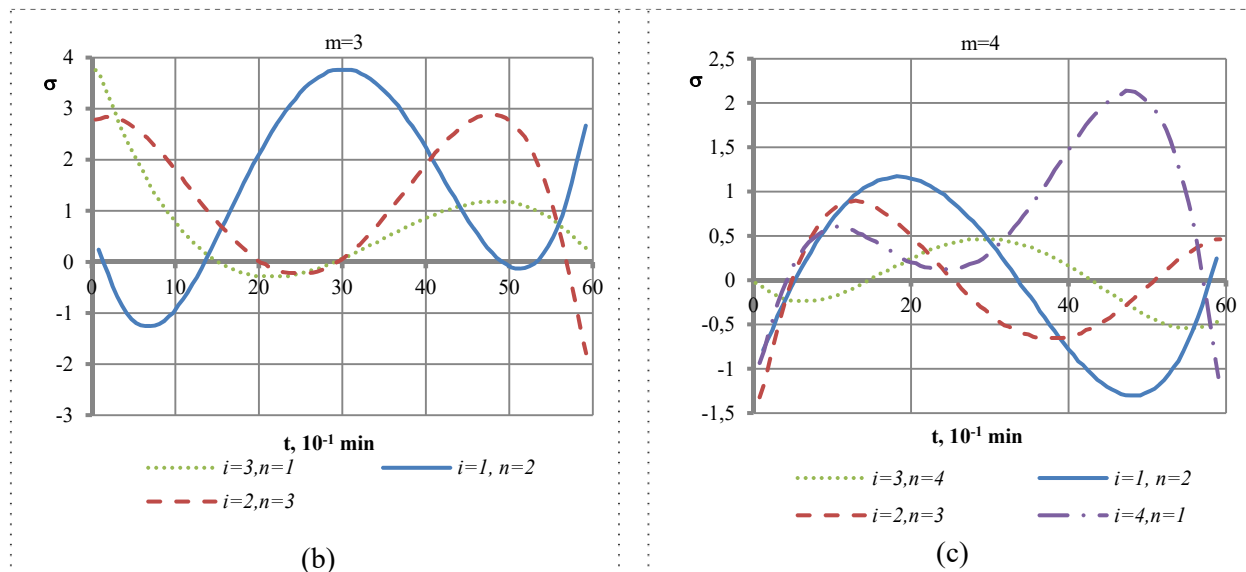 m=3
σ
4
3
2
1
0
-1
-2
-3
0 10 20 30 40 50 60
t, 10⁻¹ min
i=3,n=1 i=1, n=2
i=2,n=3
(b)
m=4
σ
2,5
2
1,5
1
0,5
0
-0,5
-1
-1,5
0 20 40 60
t, 10⁻¹ min
i=3,n=4 i=1, n=2
i=2,n=3 i=4,n=1
(c)